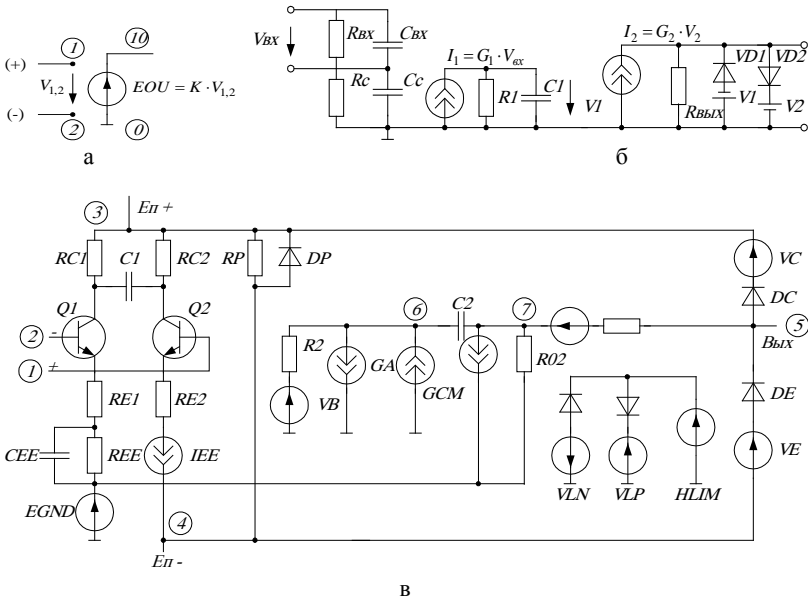 (+)
1
10
V1,2
EOU = K · V1,2
(-)
2
0
а
Vвх
Rвх
Cвх
Rc
Cc
I1 = G1 · Vвх
R1
C1
V1
I2 = G2 · V2
Rвых
VD1
VD2
V1
V2
б
3
Еп +
RC1
C1
RC2
RP
DP
VC
DC
Q1
Q2
2
-
1
+
6
C2
7
5
Вых
R2
GA
GCM
R02
RE1
RE2
VB
DE
CEE
REE
IEE
VE
VLN
VLP
HLIM
EGND
4
Еп -
в